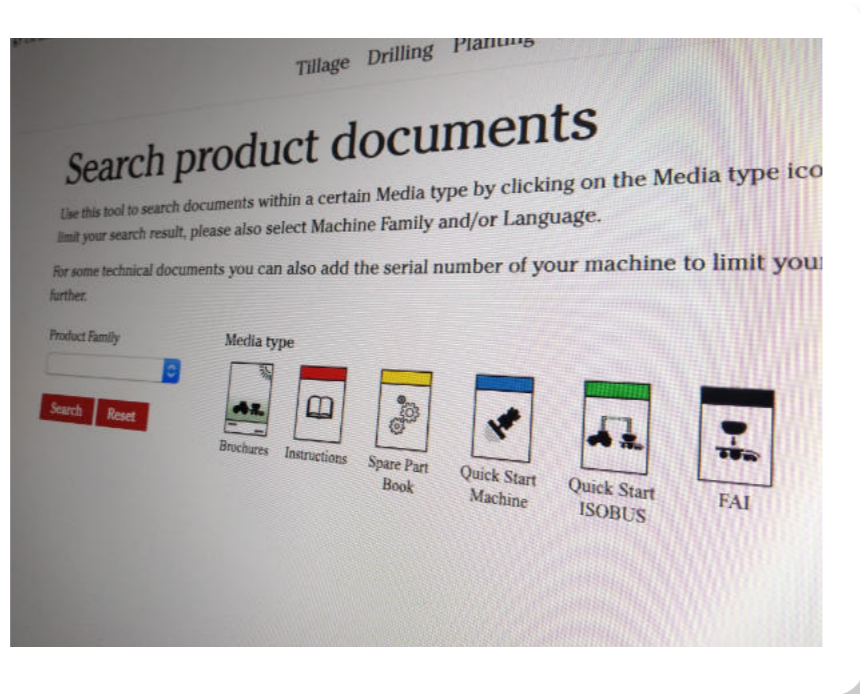 Tillage Drilling Planting
Search product documents
Use this tool to search documents within a certain Media type by clicking on the Media type ico
limit your search result, please also select Machine Family and/or Language.
For some technical documents you can also add the serial number of your machine to limit your
further.
Product Family
Media type
Search Reset
Brochures
Instructions
Spare Part
Book
Quick Start
Machine
Quick Start
ISOBUS
FAI